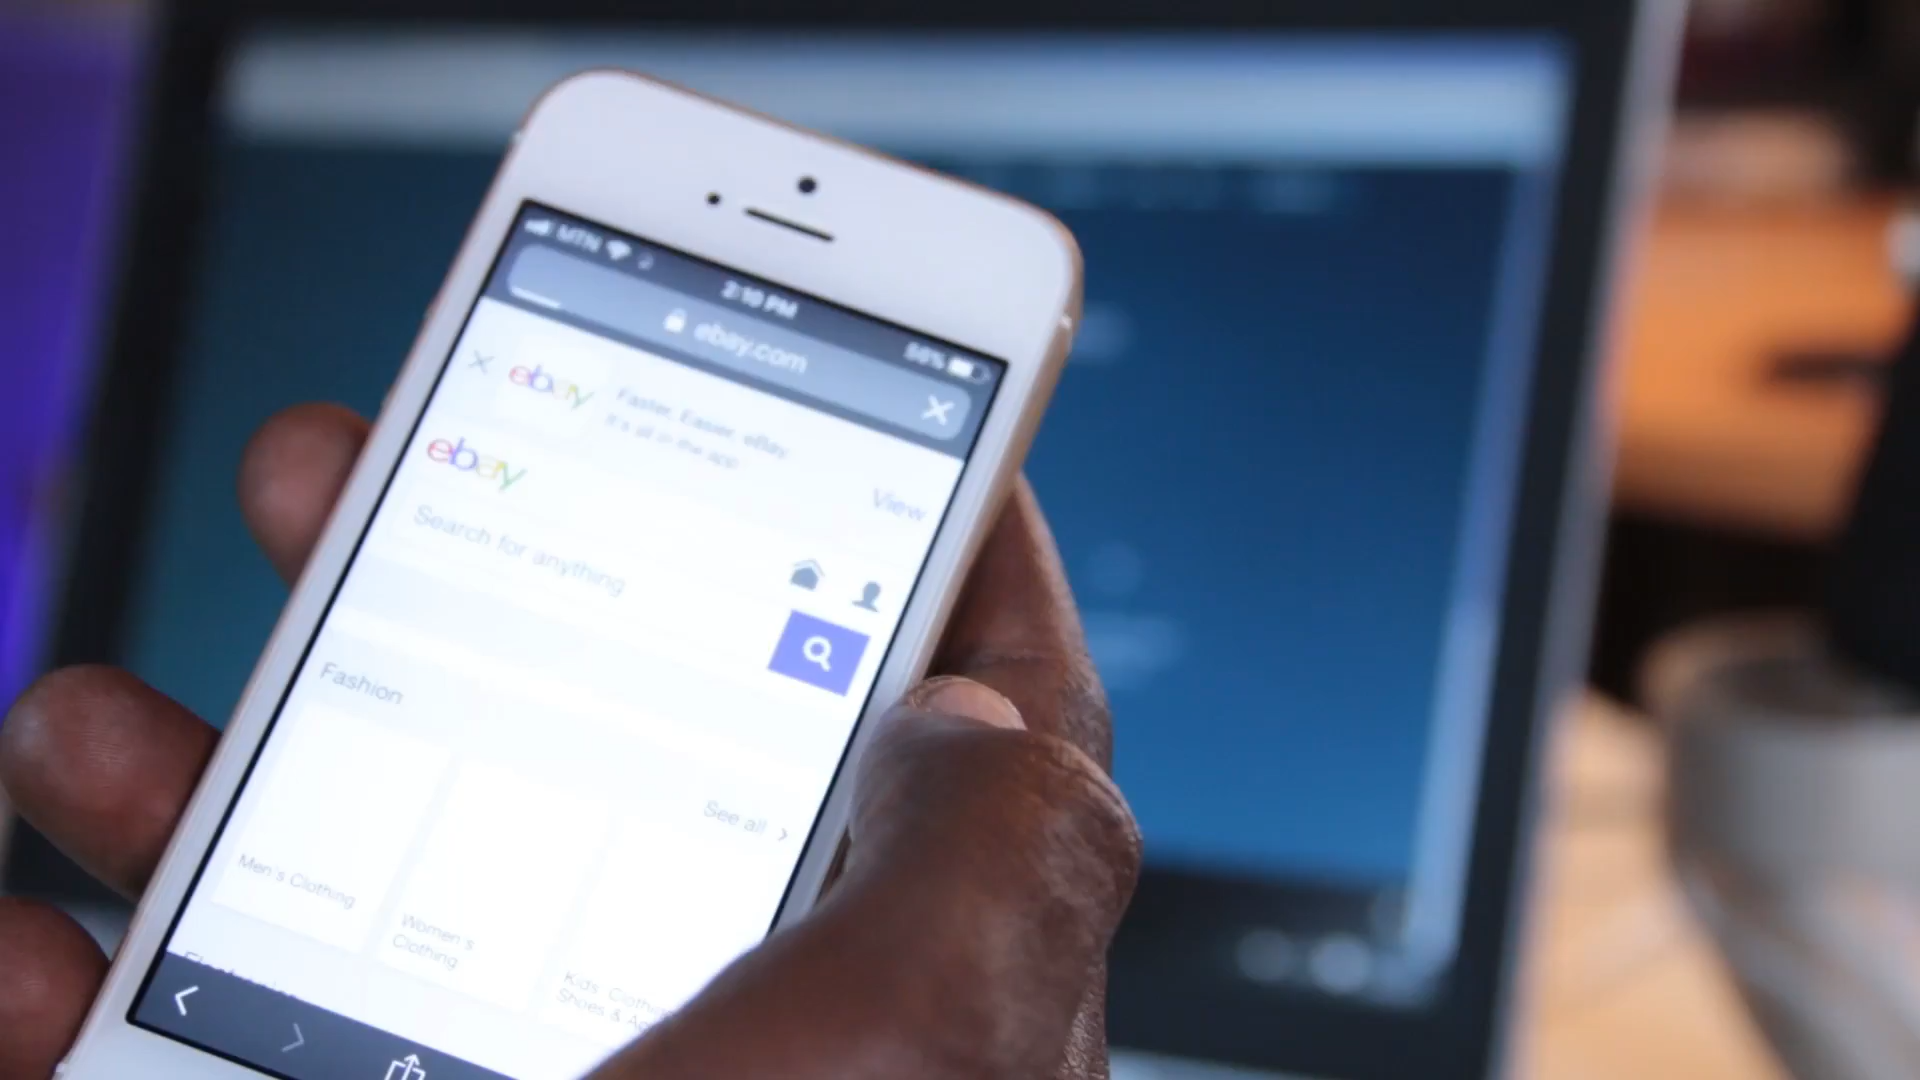 MTN
2:10 PM
56%
ebay.com
ebay
Faster. Easier. eBay.
It's all in the app
View
ebay
Search for anything
Fashion
See all
Men's Clothing
Women's
Clothing
Kids' Clothing
Shoes &